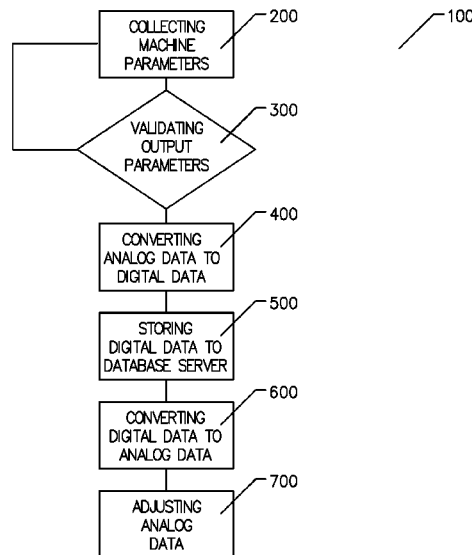 COLLECTING
MACHINE
PARAMETERS
200
100
VALIDATING
OUTPUT
PARAMETERS
300
CONVERTING
ANALOG DATA TO
DIGITAL DATA
400
STORING
DIGITAL DATA TO
DATABASE SERVER
500
CONVERTING
DIGITAL DATA TO
ANALOG DATA
600
ADJUSTING
ANALOG
DATA
700